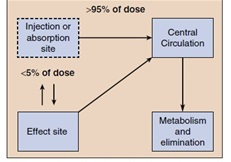 >95% of dose
Injection or
absorption
site
Central
Circulation
<5% of dose
Effect site
Metabolism
and
elimination